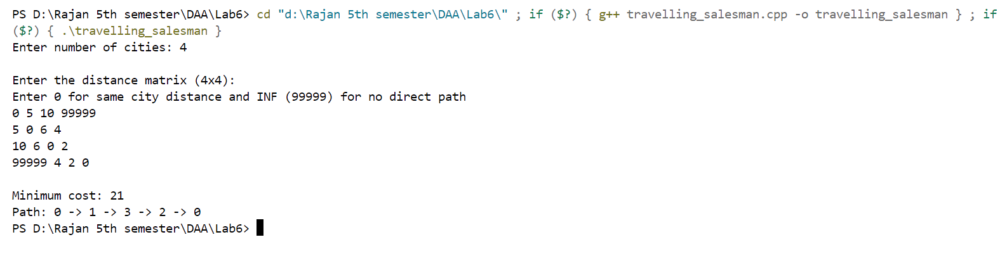 PS D:\Rajan 5th semester\DAA\Lab6> cd "d:\Rajan 5th semester\DAA\Lab6\" ; if ($?) { g++ travelling_salesman.cpp -o travelling_salesman } ; if
($?) { .\travelling_salesman }
Enter number of cities: 4
Enter the distance matrix (4x4):
Enter 0 for same city distance and INF (99999) for no direct path
0 5 10 99999
5 0 6 4
10 6 0 2
99999 4 2 0
Minimum cost: 21
Path: 0 -> 1 -> 3 -> 2 -> 0
PS D:\Rajan 5th semester\DAA\Lab6>